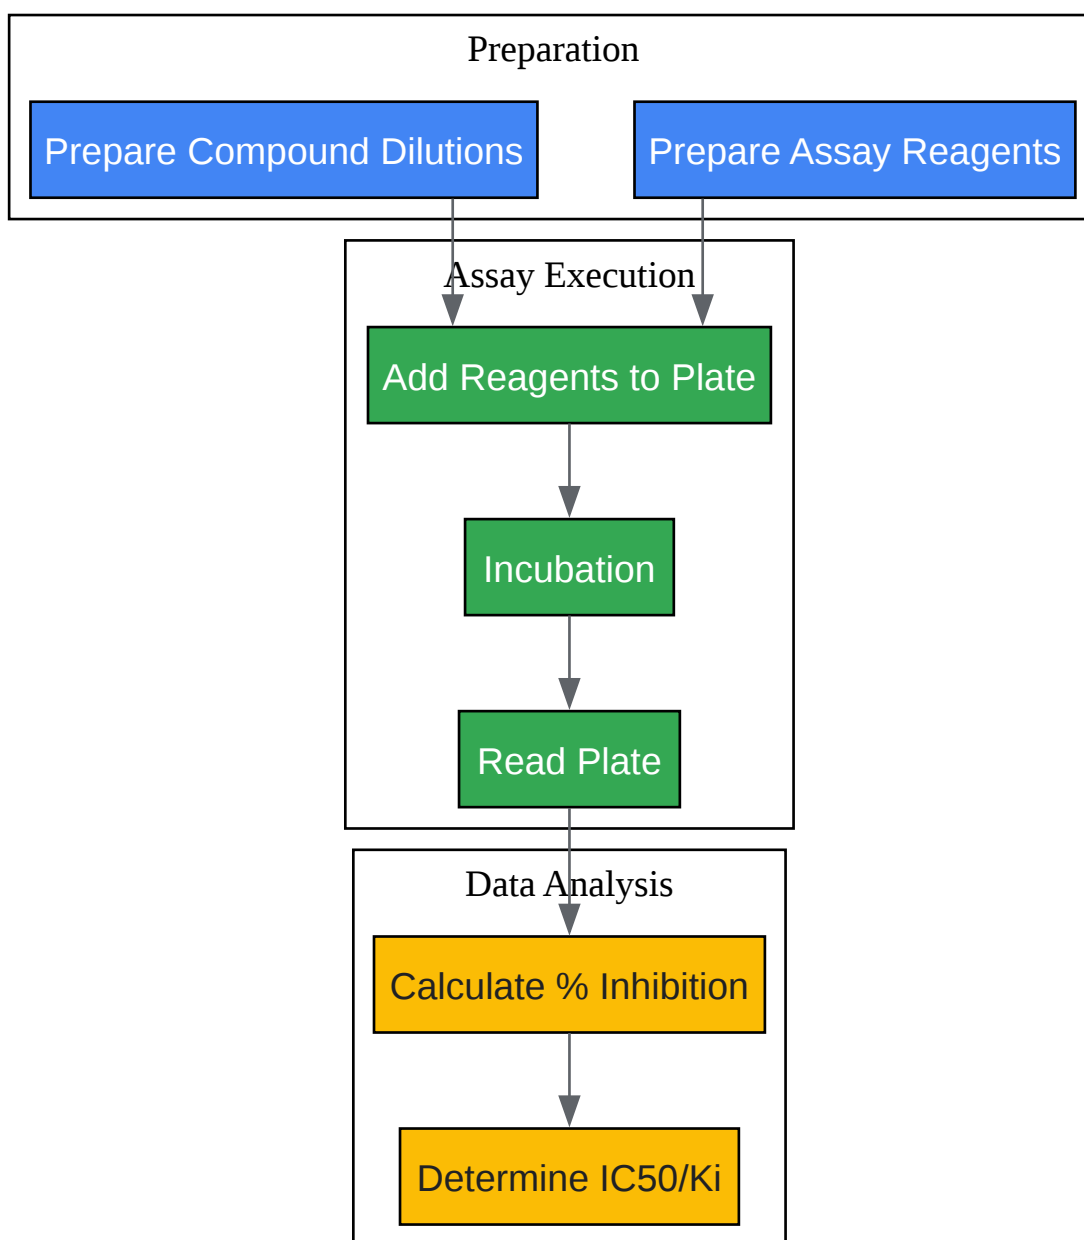 Preparation
Prepare Compound Dilutions
Prepare Assay Reagents
Assay Execution
Add Reagents to Plate
Incubation
Read Plate
Data Analysis
Calculate % Inhibition
Determine IC50/Ki